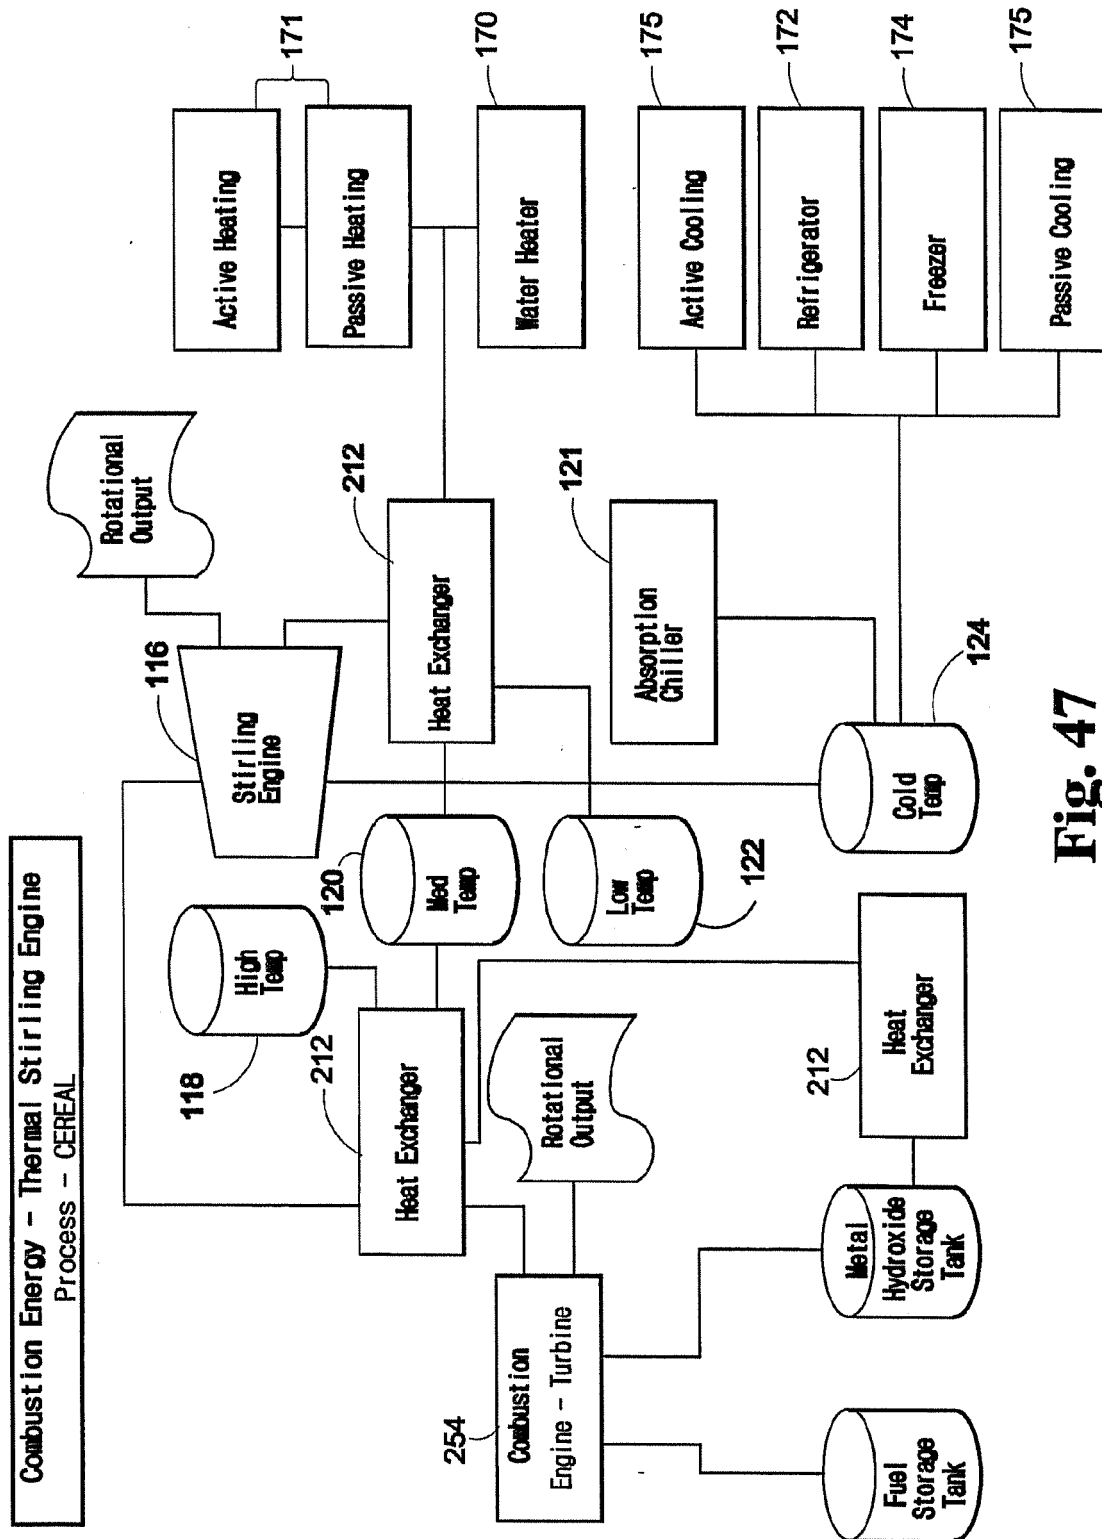 Combustion Energy - Thermal Stirling Engine
Process - CEREAL
Rotational
Output
Active Heating
171
Passive Heating
116
Stirling
Engine
118
High
Temp
212
Heat Exchanger
120
Med
Temp
212
Heat Exchanger
170
Water Heater
254
Combustion
Engine - Turbine
Rotational
Output
Low
Temp
122
121
Absorption
Chiller
175
Active Cooling
172
Refrigerator
174
Freezer
175
Passive Cooling
Fuel
Storage
Tank
Metal
Hydroxide
Storage
Tank
212
Heat
Exchanger
Cold
Temp
124
Fig. 47